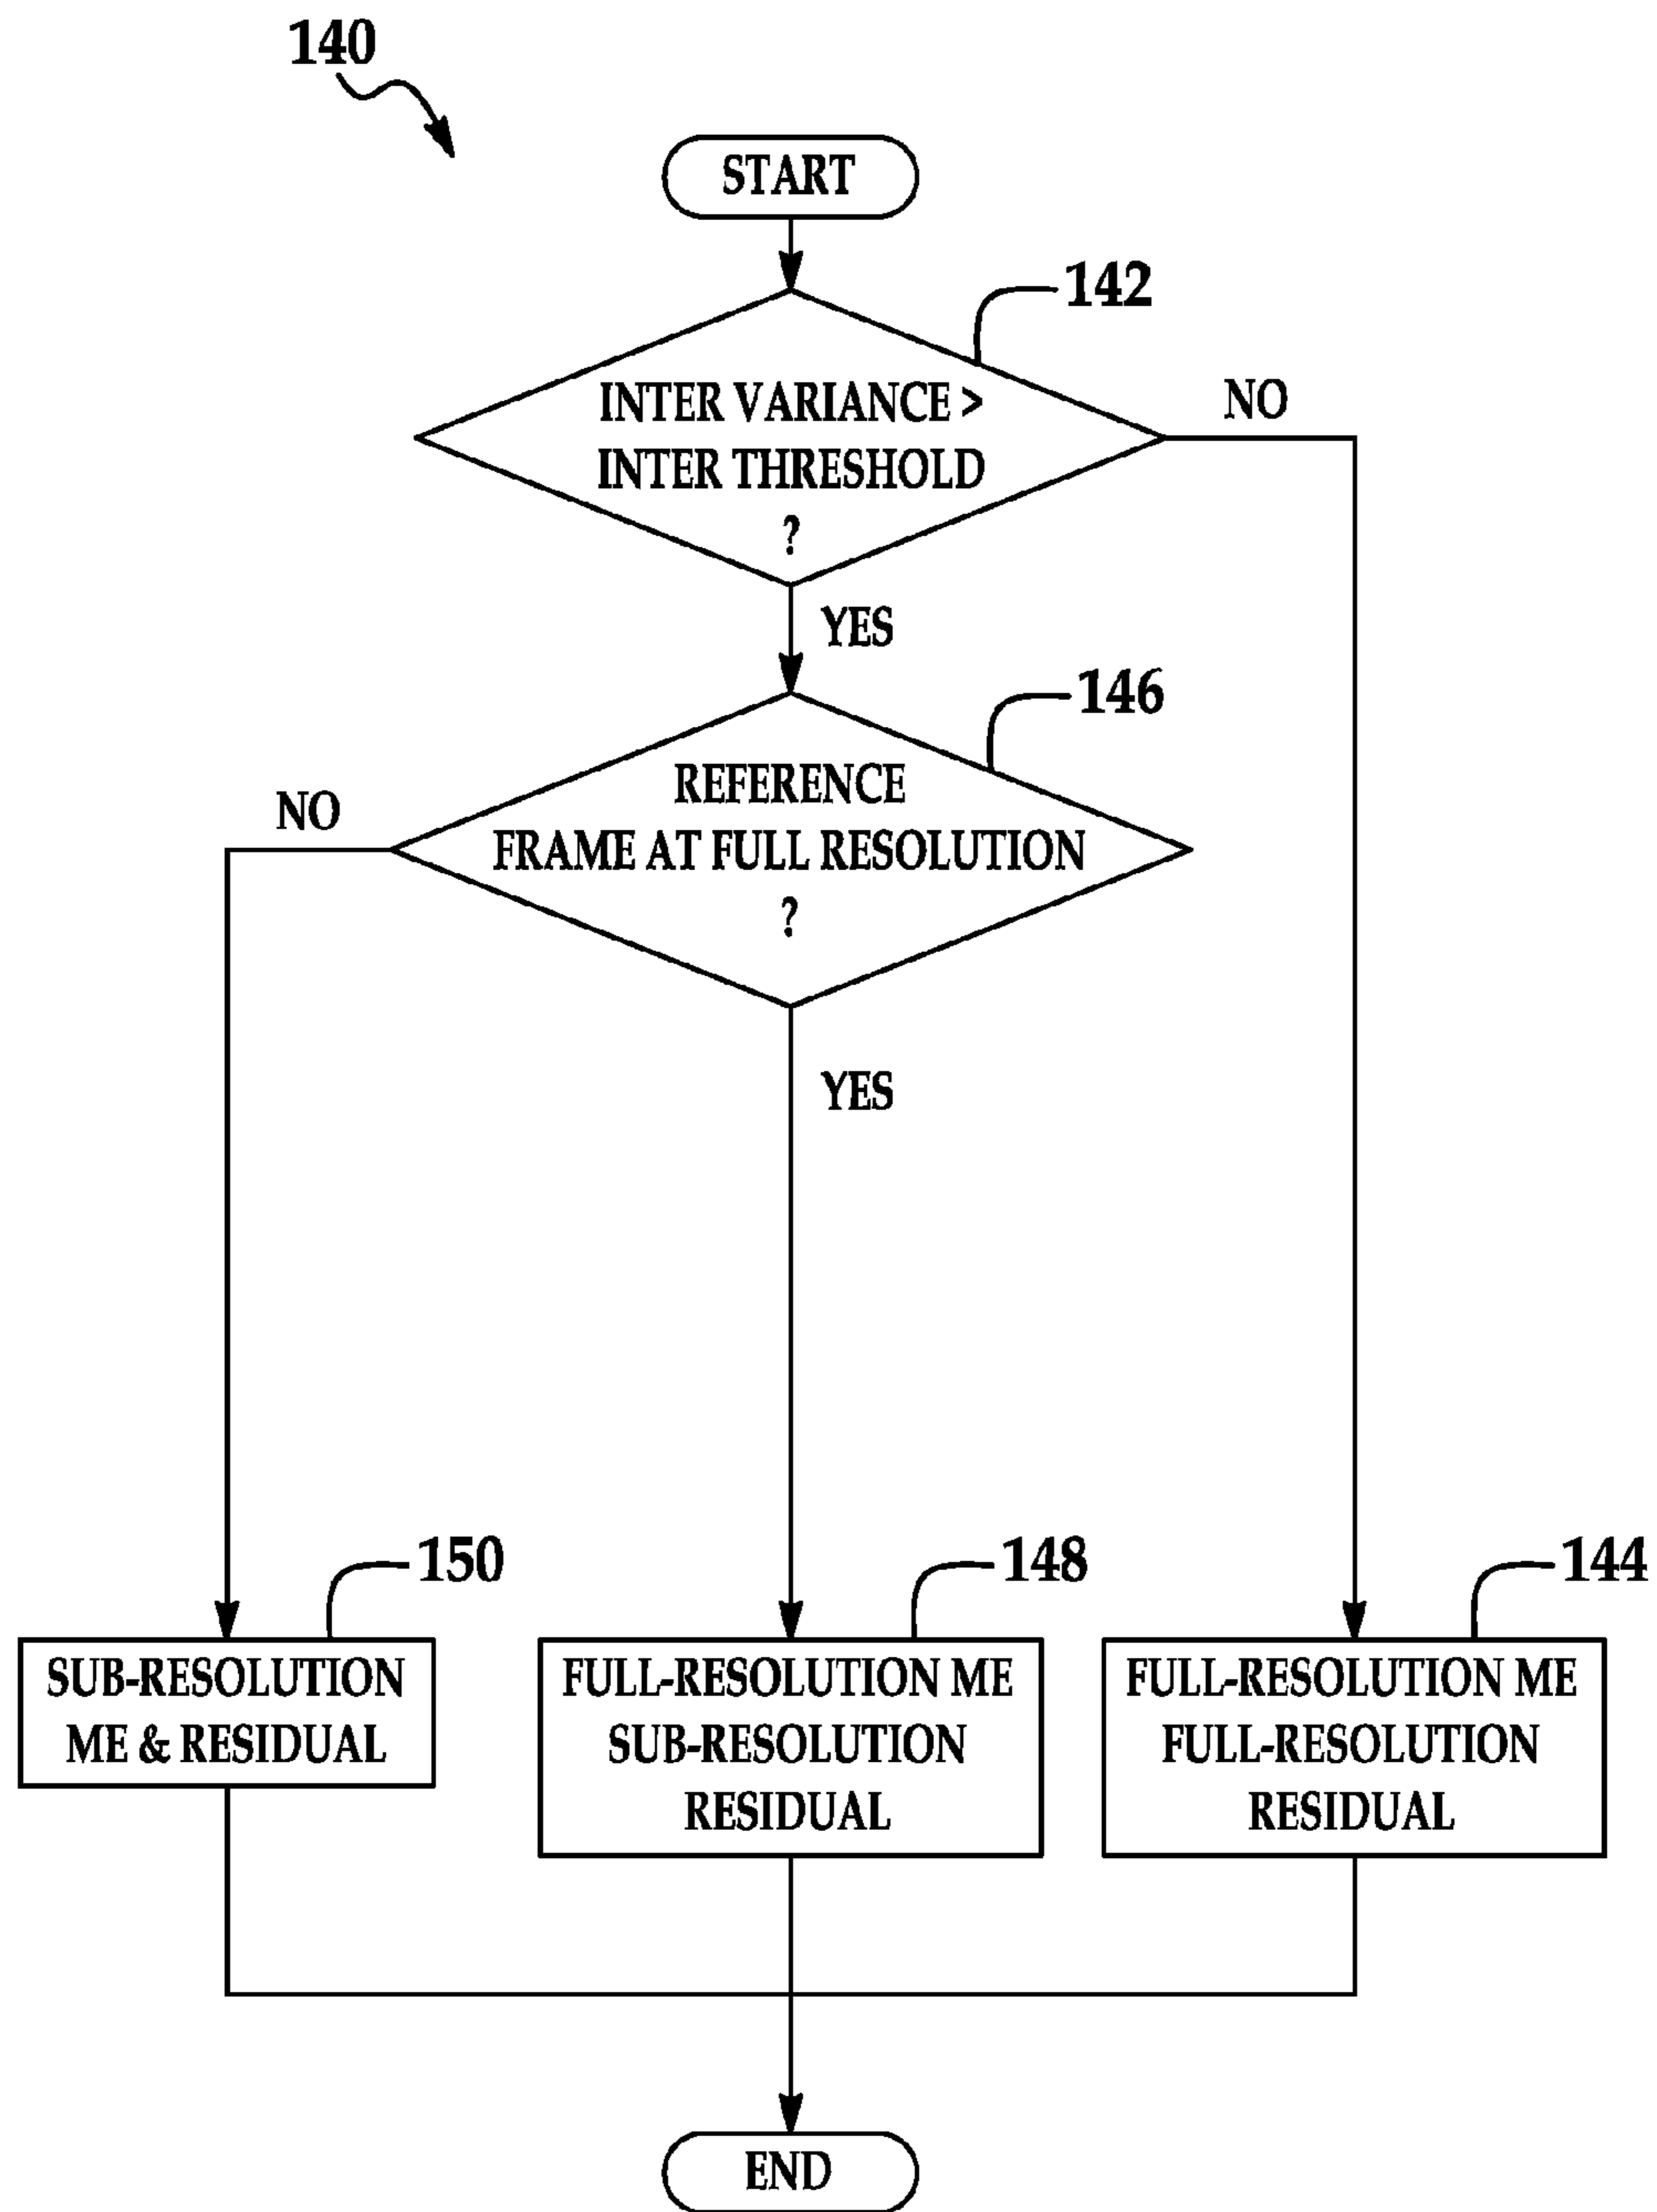 140
START
142
INTER VARIANCE >
INTER THRESHOLD
?
NO
YES
146
REFERENCE
FRAME AT FULL RESOLUTION
?
NO
YES
150
SUB-RESOLUTION
ME & RESIDUAL
148
FULL-RESOLUTION ME
SUB-RESOLUTION
RESIDUAL
144
FULL-RESOLUTION ME
FULL-RESOLUTION
RESIDUAL
END